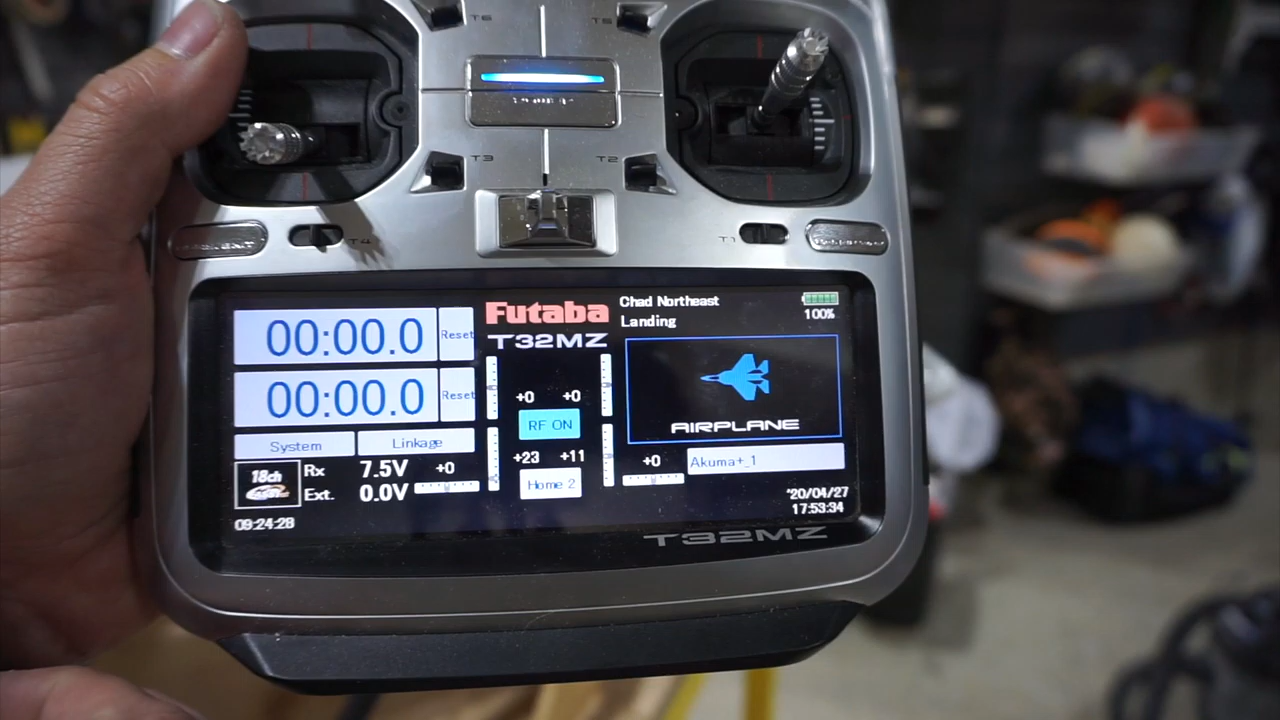 T6
T5
T3
T2
T4
T1
00:00.0
Reset
Futaba
T32MZ
Chad Northeast
Landing
100%
00:00.0
Reset
+0
+0
RF ON
AIRPLANE
System
Linkage
+23
+11
+0
Akuma+_1
18ch
Rx
7.5V
+0
Ext.
0.0V
Home 2
09:24:28
'20/04/27
17:53:34
T32MZ